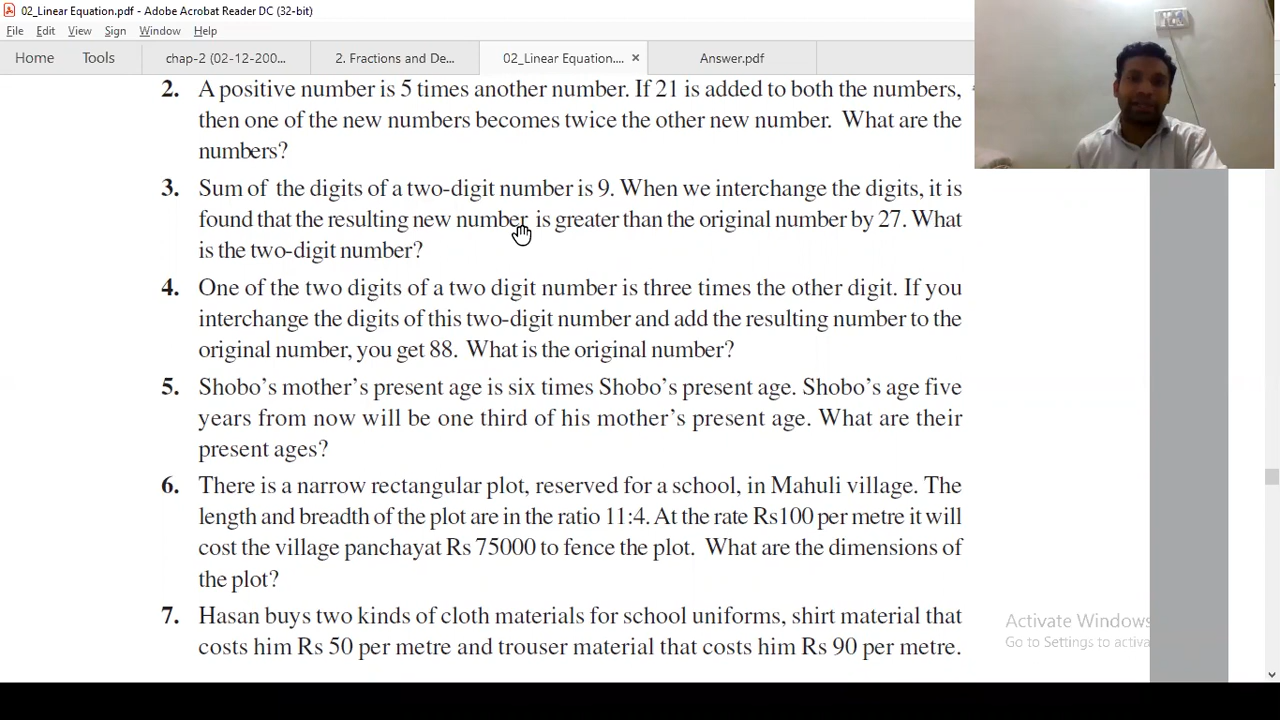 02_Linear Equation.pdf - Adobe Acrobat Reader DC (32-bit)
File Edit View Sign Window Help
Home Tools chap-2 (02-12-200... 2. Fractions and De... 02_Linear Equation.... × Answer.pdf
2. A positive number is 5 times another number. If 21 is added to both the numbers,
then one of the new numbers becomes twice the other new number. What are the
numbers?
3. Sum of the digits of a two-digit number is 9. When we interchange the digits, it is
found that the resulting new number is greater than the original number by 27. What
is the two-digit number?
4. One of the two digits of a two digit number is three times the other digit. If you
interchange the digits of this two-digit number and add the resulting number to the
original number, you get 88. What is the original number?
5. Shobo's mother's present age is six times Shobo's present age. Shobo's age five
years from now will be one third of his mother's present age. What are their
present ages?
6. There is a narrow rectangular plot, reserved for a school, in Mahuli village. The
length and breadth of the plot are in the ratio 11:4. At the rate Rs100 per metre it will
cost the village panchayat Rs 75000 to fence the plot. What are the dimensions of
the plot?
7. Hasan buys two kinds of cloth materials for school uniforms, shirt material that
costs him Rs 50 per metre and trouser material that costs him Rs 90 per metre.
Activate Windows
Go to Settings to activa